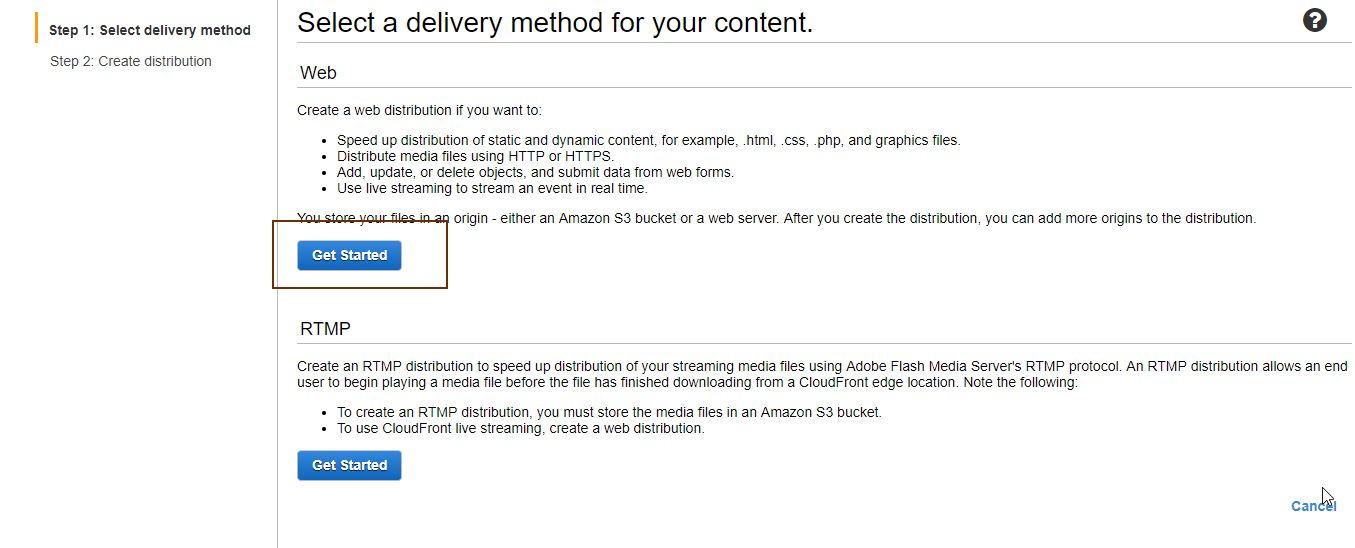 Step 1: Select delivery method
Step 2: Create distribution
Select a delivery method for your content.
?
Web
Create a web distribution if you want to:
• Speed up distribution of static and dynamic content, for example, .html, .css, .php, and graphics files.
• Distribute media files using HTTP or HTTPS.
• Add, update, or delete objects, and submit data from web forms.
• Use live streaming to stream an event in real time.
You store your files in an origin - either an Amazon S3 bucket or a web server. After you create the distribution, you can add more origins to the distribution.
Get Started
RTMP
Create an RTMP distribution to speed up distribution of your streaming media files using Adobe Flash Media Server's RTMP protocol. An RTMP distribution allows an end
user to begin playing a media file before the file has finished downloading from a CloudFront edge location. Note the following:
• To create an RTMP distribution, you must store the media files in an Amazon S3 bucket.
• To use CloudFront live streaming, create a web distribution.
Get Started
Cancel